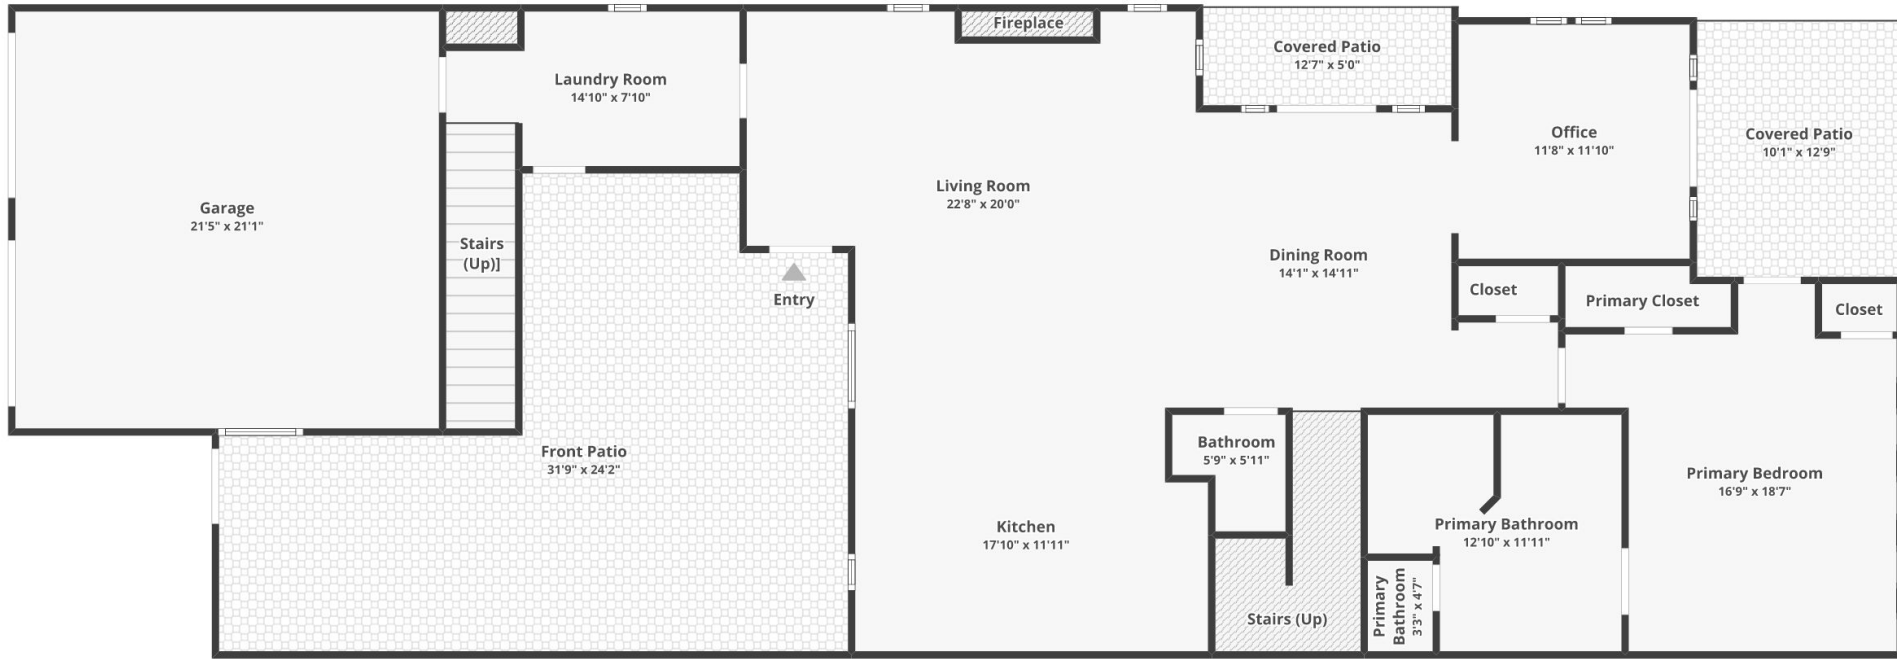 Fireplace
Covered Patio
12'7" x 5'0"
Laundry Room
14'10" x 7'10"
Office
11'8" x 11'10"
Covered Patio
10'1" x 12'9"
Living Room
22'8" x 20'0"
Garage
21'5" x 21'1"
Stairs
(Up)]
Dining Room
14'1" x 14'11"
Entry
Closet
Primary Closet
Closet
Front Patio
31'9" x 24'2"
Bathroom
5'9" x 5'11"
Primary Bedroom
16'9" x 18'7"
Kitchen
17'10" x 11'11"
Primary Bathroom
12'10" x 11'11"
Stairs (Up)
Primary
Bathroom
3'3" x 4'7"